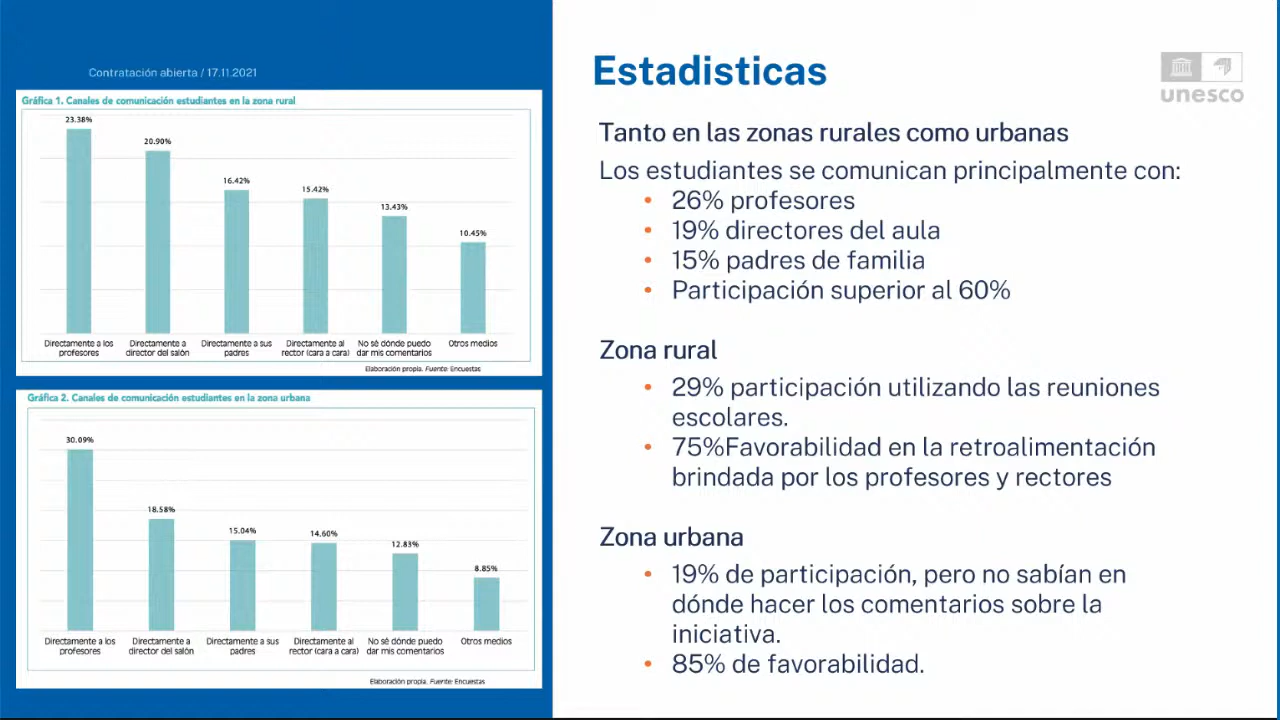 Contratación abierta / 17.11.2021
Gráfica 1. Canales de comunicación estudiantes en la zona rural
23.38%
20.90%
16.42%
15.42%
13.43%
10.45%
Directamente a los
profesores
Directamente a
director del salón
Directamente a sus
padres
Directamente al
rector (cara a cara)
No sé dónde puedo
dar mis comentarios
Otros medios
Elaboración propia. Fuente: Encuestas
Gráfica 2. Canales de comunicación estudiantes en la zona urbana
30.09%
18.58%
15.04%
14.60%
12.83%
8.85%
Directamente a los
profesores
Directamente a
director del salón
Directamente a sus
padres
Directamente al
rector (cara a cara)
No sé dónde puedo
dar mis comentarios
Otros medios
Elaboración propia. Fuente: Encuestas
Estadisticas
unesco
Tanto en las zonas rurales como urbanas
Los estudiantes se comunican principalmente con:
• 26% profesores
• 19% directores del aula
• 15% padres de familia
• Participación superior al 60%
Zona rural
• 29% participación utilizando las reuniones
escolares.
• 75%Favorabilidad en la retroalimentación
brindada por los profesores y rectores
Zona urbana
• 19% de participación, pero no sabían en
dónde hacer los comentarios sobre la
iniciativa.
• 85% de favorabilidad.